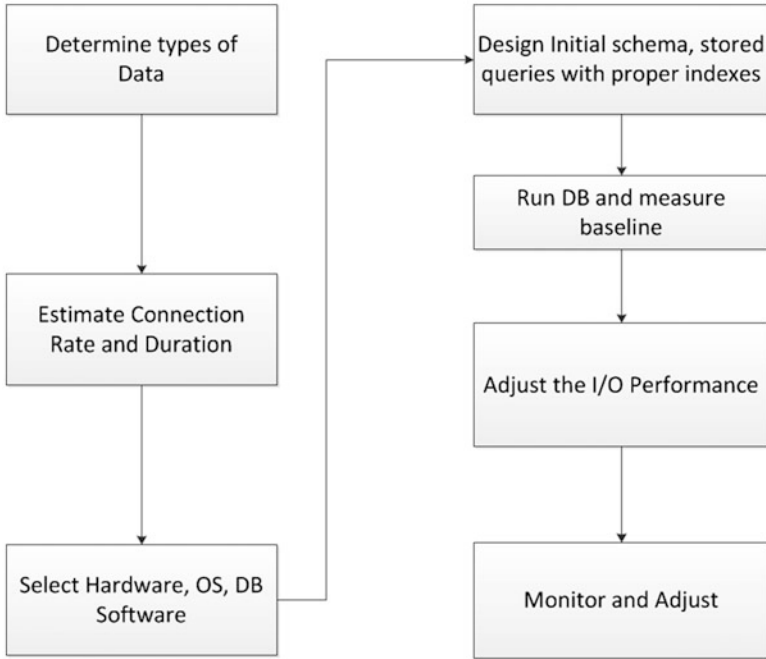 Determine types of
Data
Estimate Connection
Rate and Duration
Select Hardware, OS, DB
Software
Design Initial schema, stored
queries with proper indexes
Run DB and measure
baseline
Adjust the I/O Performance
Monitor and Adjust